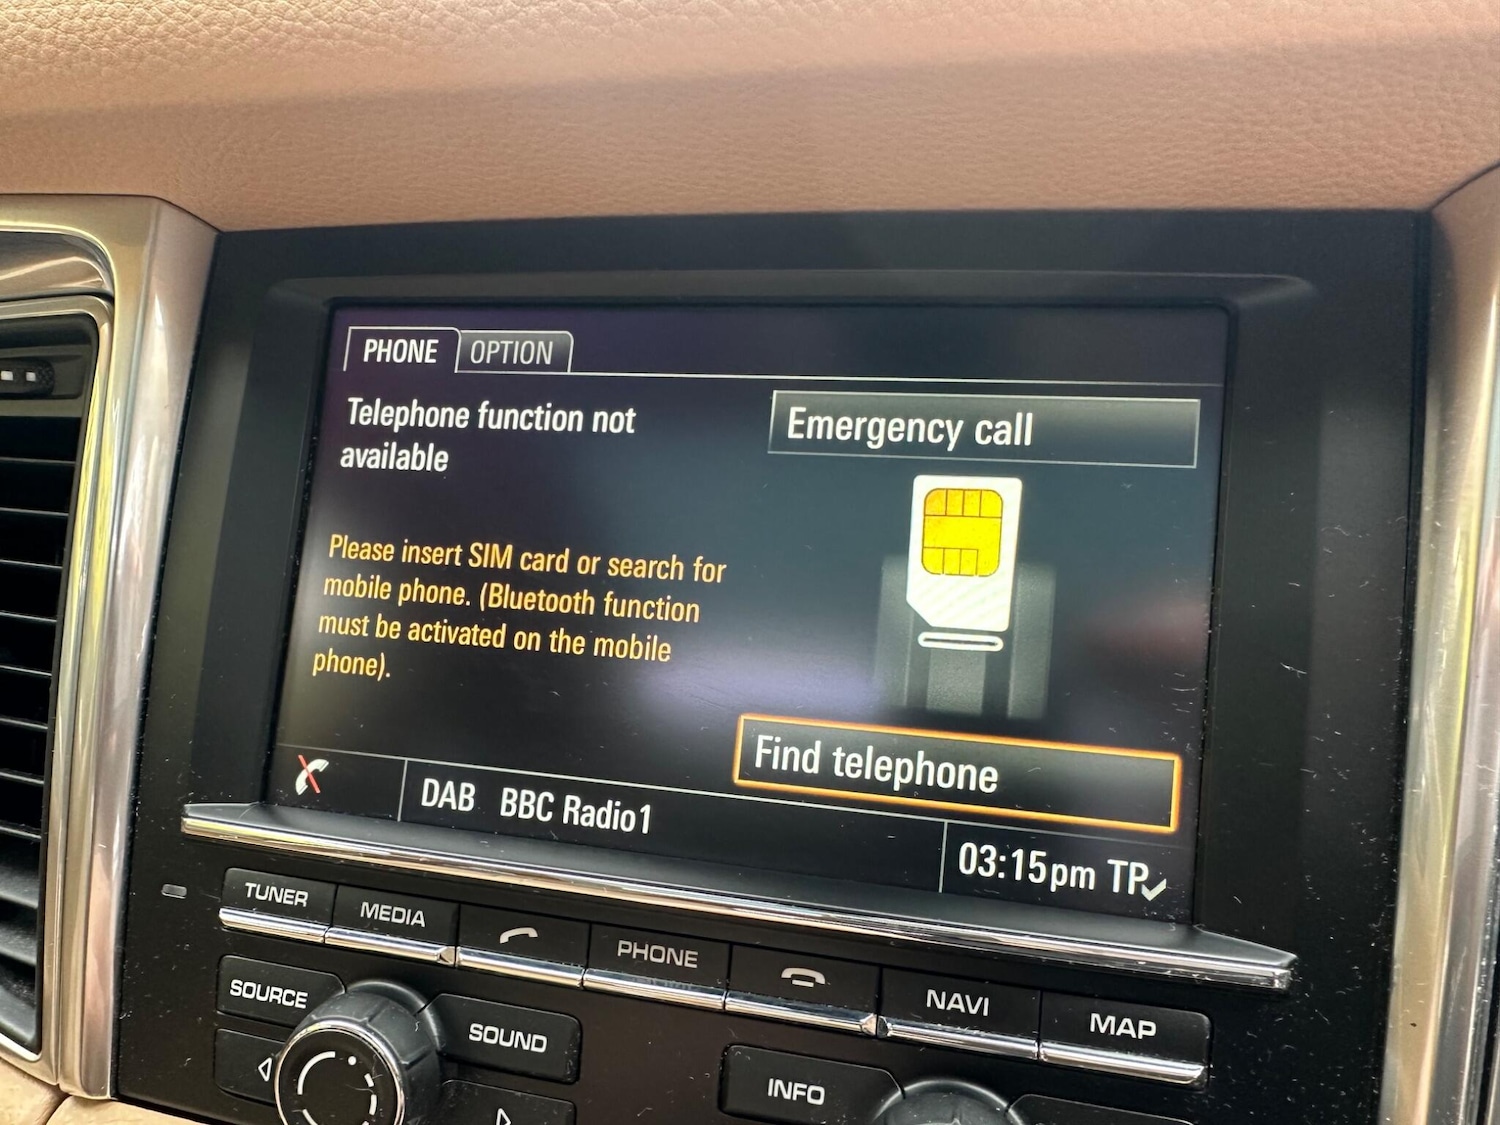 PHONE OPTION
Telephone function not
available
Emergency call
Please insert SIM card or search for
mobile phone. (Bluetooth function
must be activated on the mobile
phone).
Find telephone
DAB BBC Radio1
03:15pm TP
TUNER MEDIA PHONE NAVI MAP
SOURCE SOUND INFO